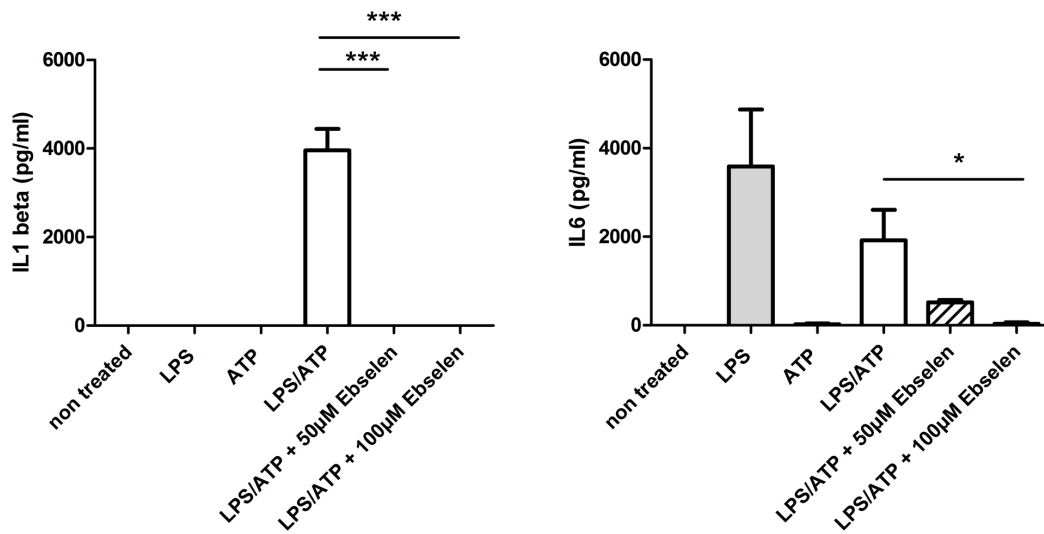 ***
***
6000
4000
2000
0
IL1 beta (pg/ml)
non treated
LPS
ATP
LPS/ATP
LPS/ATP + 50µM Ebselen
LPS/ATP + 100µM Ebselen
*
6000
4000
2000
0
IL6 (pg/ml)
non treated
LPS
ATP
LPS/ATP
LPS/ATP + 50µM Ebselen
LPS/ATP + 100µM Ebselen